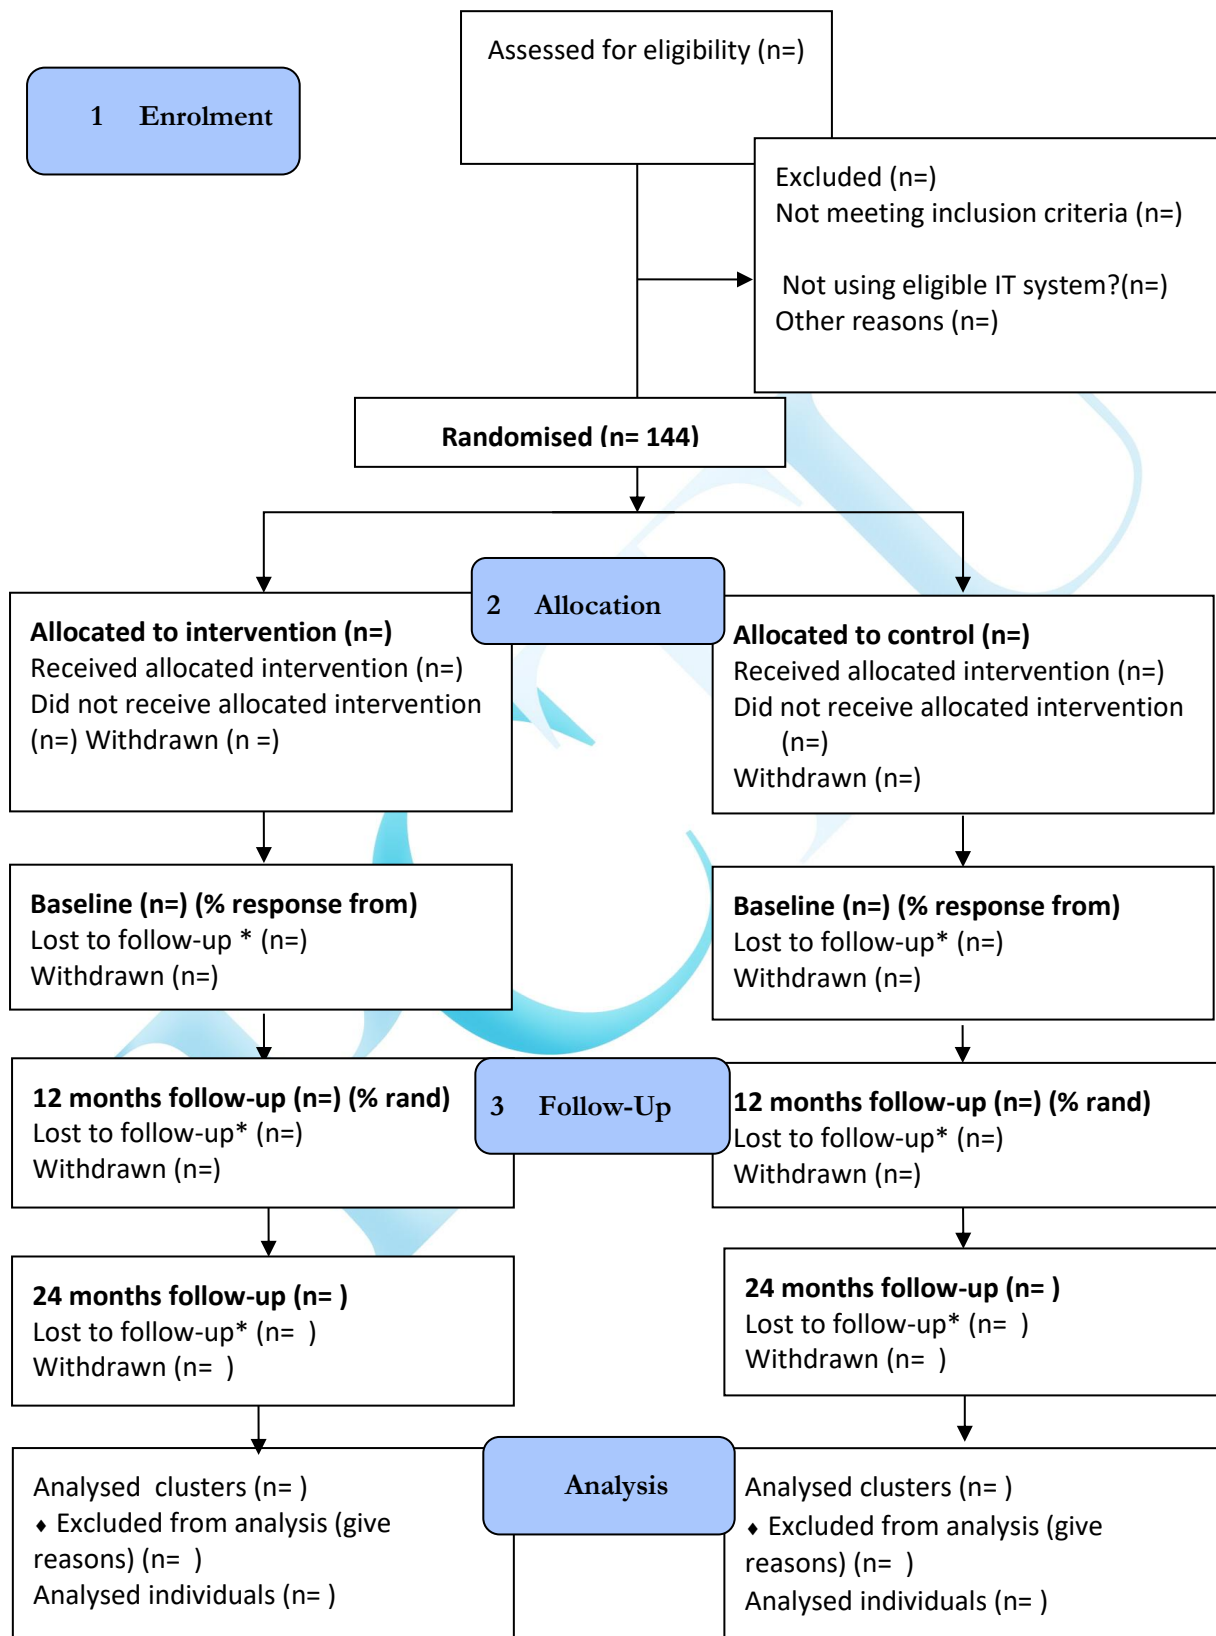 Assessed for eligibility (n=)
1 Enrolment
Excluded (n=)
Not meeting inclusion criteria (n=)
Not using eligible IT system?(n=)
Other reasons (n=)
Randomised (n= 144)
2 Allocation
Allocated to intervention (n=)
Received allocated intervention (n=)
Did not receive allocated intervention
(n=) Withdrawn (n =)
Allocated to control (n=)
Received allocated intervention (n=)
Did not receive allocated intervention
(n=)
Withdrawn (n=)
Baseline (n=) (% response from)
Lost to follow-up * (n=)
Withdrawn (n=)
Baseline (n=) (% response from)
Lost to follow-up* (n=)
Withdrawn (n=)
3 Follow-Up
12 months follow-up (n=) (% rand)
Lost to follow-up* (n=)
Withdrawn (n=)
12 months follow-up (n=) (% rand)
Lost to follow-up* (n=)
Withdrawn (n=)
24 months follow-up (n= )
Lost to follow-up* (n=  )
Withdrawn (n=  )
24 months follow-up (n= )
Lost to follow-up* (n=  )
Withdrawn (n=  )
Analysis
Analysed  clusters (n= )
♦ Excluded from analysis (give
reasons) (n=  )
Analysed individuals (n= )
Analysed clusters (n= )
♦ Excluded from analysis (give
reasons) (n=  )
Analysed individuals (n= )